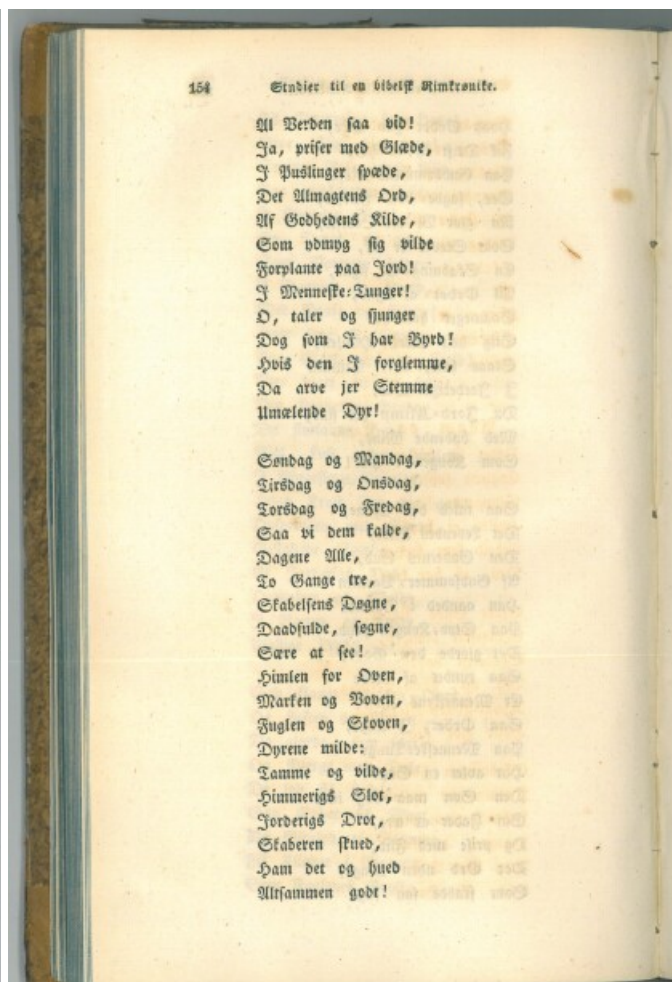 154 Studier til en bibelsk Rimkrønike.
Al Verden saa vid!
Ja, priser med Glæde,
I Puslinger spæde,
Det Almagtens Ord,
Af Godhedens Kilde,
Som ydmyg sig vilde
Forplante paa Jord!
I Menneske-Tunger!
O, taler og sjunger
Dog som I har Byrd!
Hvis den I forglemme,
Da arve jer Stemme
Umælende Dyr!
Søndag og Mandag,
Tirsdag og Onsdag,
Torsdag og Fredag,
Saa vi dem kalde,
Dagene Alle,
To Gange tre,
Skabelsens Døgne,
Daadfulde, søgne,
Sære at see!
Himlen for Oven,
Marken og Voven,
Fuglen og Skoven,
Dyrene milde:
Tamme og vilde,
Himmerigs Slot,
Jorderigs Drot,
Skaberen skued,
Ham det og hued
Altsammen godt!